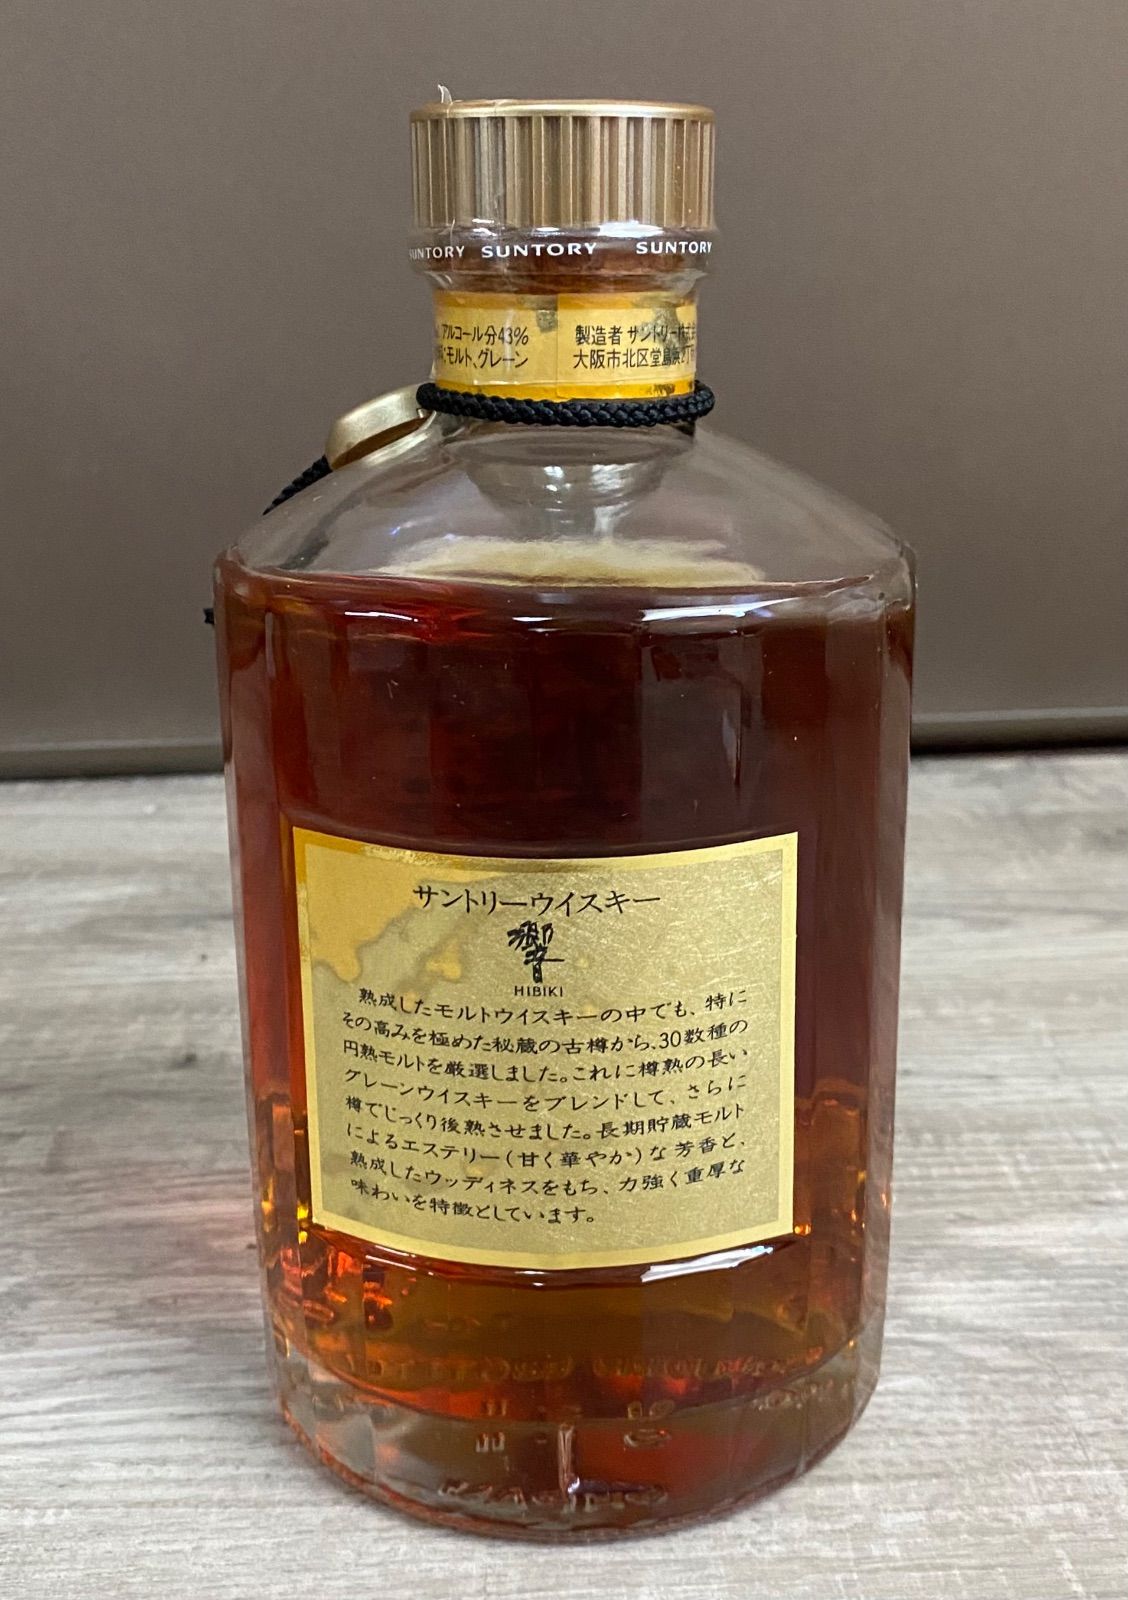 SUNTORY SUNTORY SUNTORY
アルコール分43% 製造者 サントリー株式
モルト、グレーン 大阪市北区堂島浜2丁
サントリーウイスキー
響
HIBIKI
熟成したモルトウイスキーの中でも、特に
その高みを極めた秘蔵の古樽から、30数種の
円熟モルトを厳選しました。これに樽熟の長い
グレーンウイスキーをブレンドして、さらに
樽でじっくり後熟させました。長期貯蔵モルト
によるエステリー(甘く華やか)な芳香と、
熟成したウッディネスをもち、力強く重厚な
味わいを特徴としています。